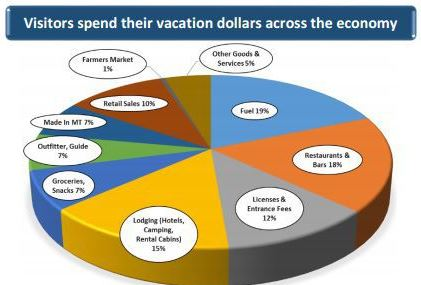 Visitors spend their vacation dollars across the economy
Farmers Market
1%
Other Goods &
Services 5%
Retail Sales 10%
Fuel 19%
Made In MT 7%
Outfitter, Guide
7%
Restaurants &
Bars 18%
Groceries,
Snacks 7%
Licenses &
Entrance Fees
12%
Lodging (Hotels,
Camping,
Rental Cabins)
15%